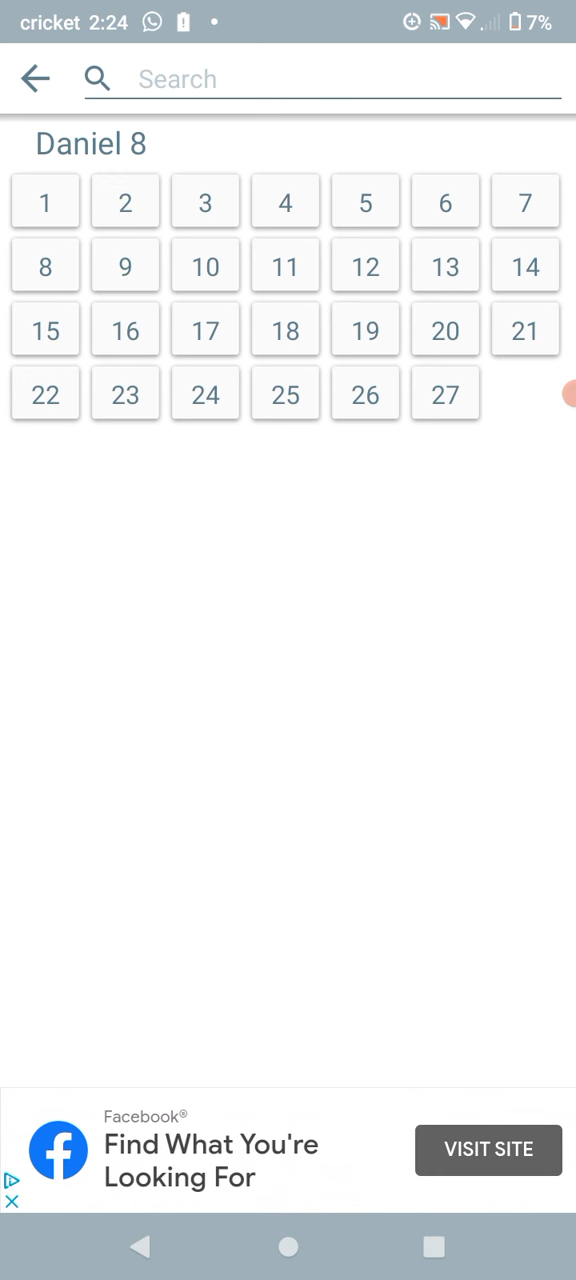 cricket 2:24 7%
Search
Daniel 8
1 2 3 4 5 6 7
8 9 10 11 12 13 14
15 16 17 18 19 20 21
22 23 24 25 26 27
Facebook®
Find What You're
Looking For
VISIT SITE